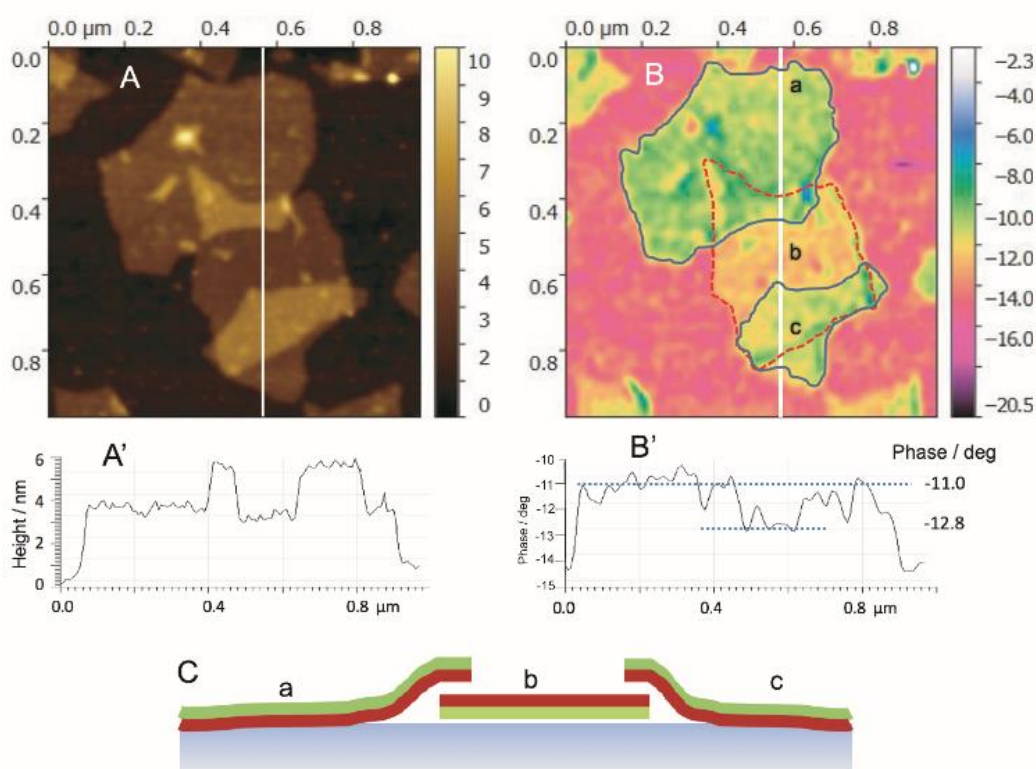 0.0 µm 0.2 0.4 0.6 0.8
0.0 µm 0.2 0.4 0.6 0.8
A
B
a
b
c
0.0
0.2
0.4
0.6
0.8
10
9
8
7
6
5
4
3
2
0
0.0
0.2
0.4
0.6
0.8
−2.3
−4.0
−6.0
−8.0
−10.0
−12.0
−14.0
−16.0
−20.5
A’
Height / nm
6
4
2
0
0.0 0.4 0.8 µm
B’
Phase / deg
Phase / deg
-10
-11
-12
-13
-14
-15
-11.0
-12.8
0.0 0.4 0.8 µm
C
a
b
c